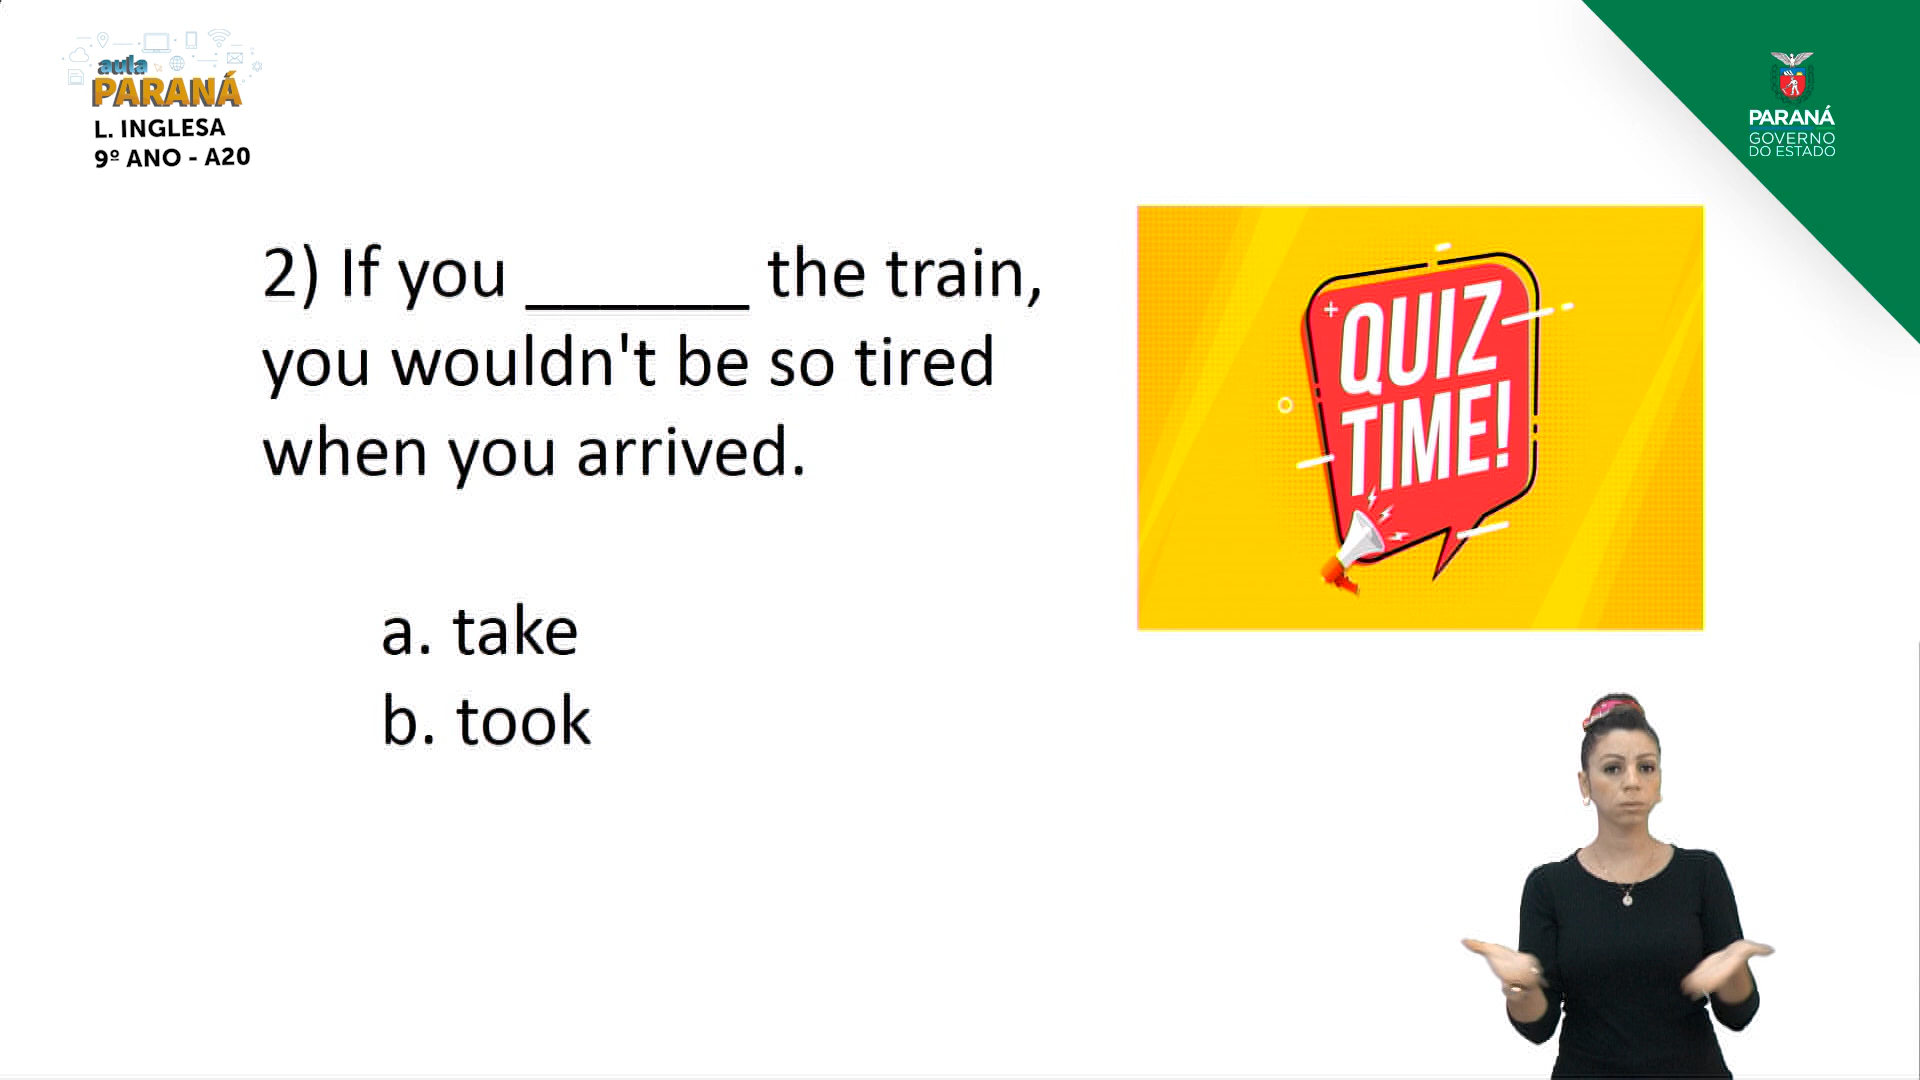 aula
PARANÁ
L. INGLESA
9º ANO - A20
PARANÁ
GOVERNO
DO ESTADO
2) If you ______ the train,
you wouldn't be so tired
when you arrived.
a. take
b. took
QUIZ
TIME!